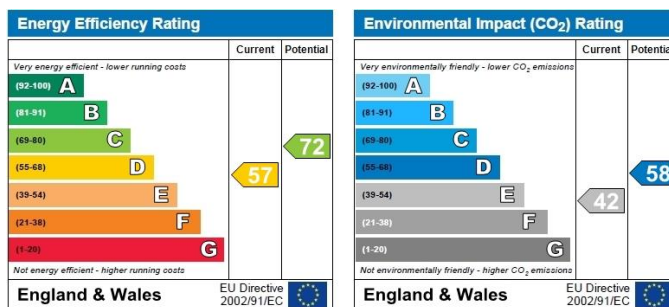 Energy Efficiency Rating
Current Potential
Very energy efficient - lower running costs
(92-100) A
(81-91) B
(69-80) C
(55-68) D
(39-54) E
(21-38) F
(1-20) G
57
72
Not energy efficient - higher running costs
England & Wales
EU Directive
2002/91/EC
Environmental Impact (CO2) Rating
Current Potential
Very environmentally friendly - lower CO2 emissions
(92-100) A
(81-91) B
(69-80) C
(55-68) D
(39-54) E
(21-38) F
(1-20) G
42
58
Not environmentally friendly - higher CO2 emissions
England & Wales
EU Directive
2002/91/EC